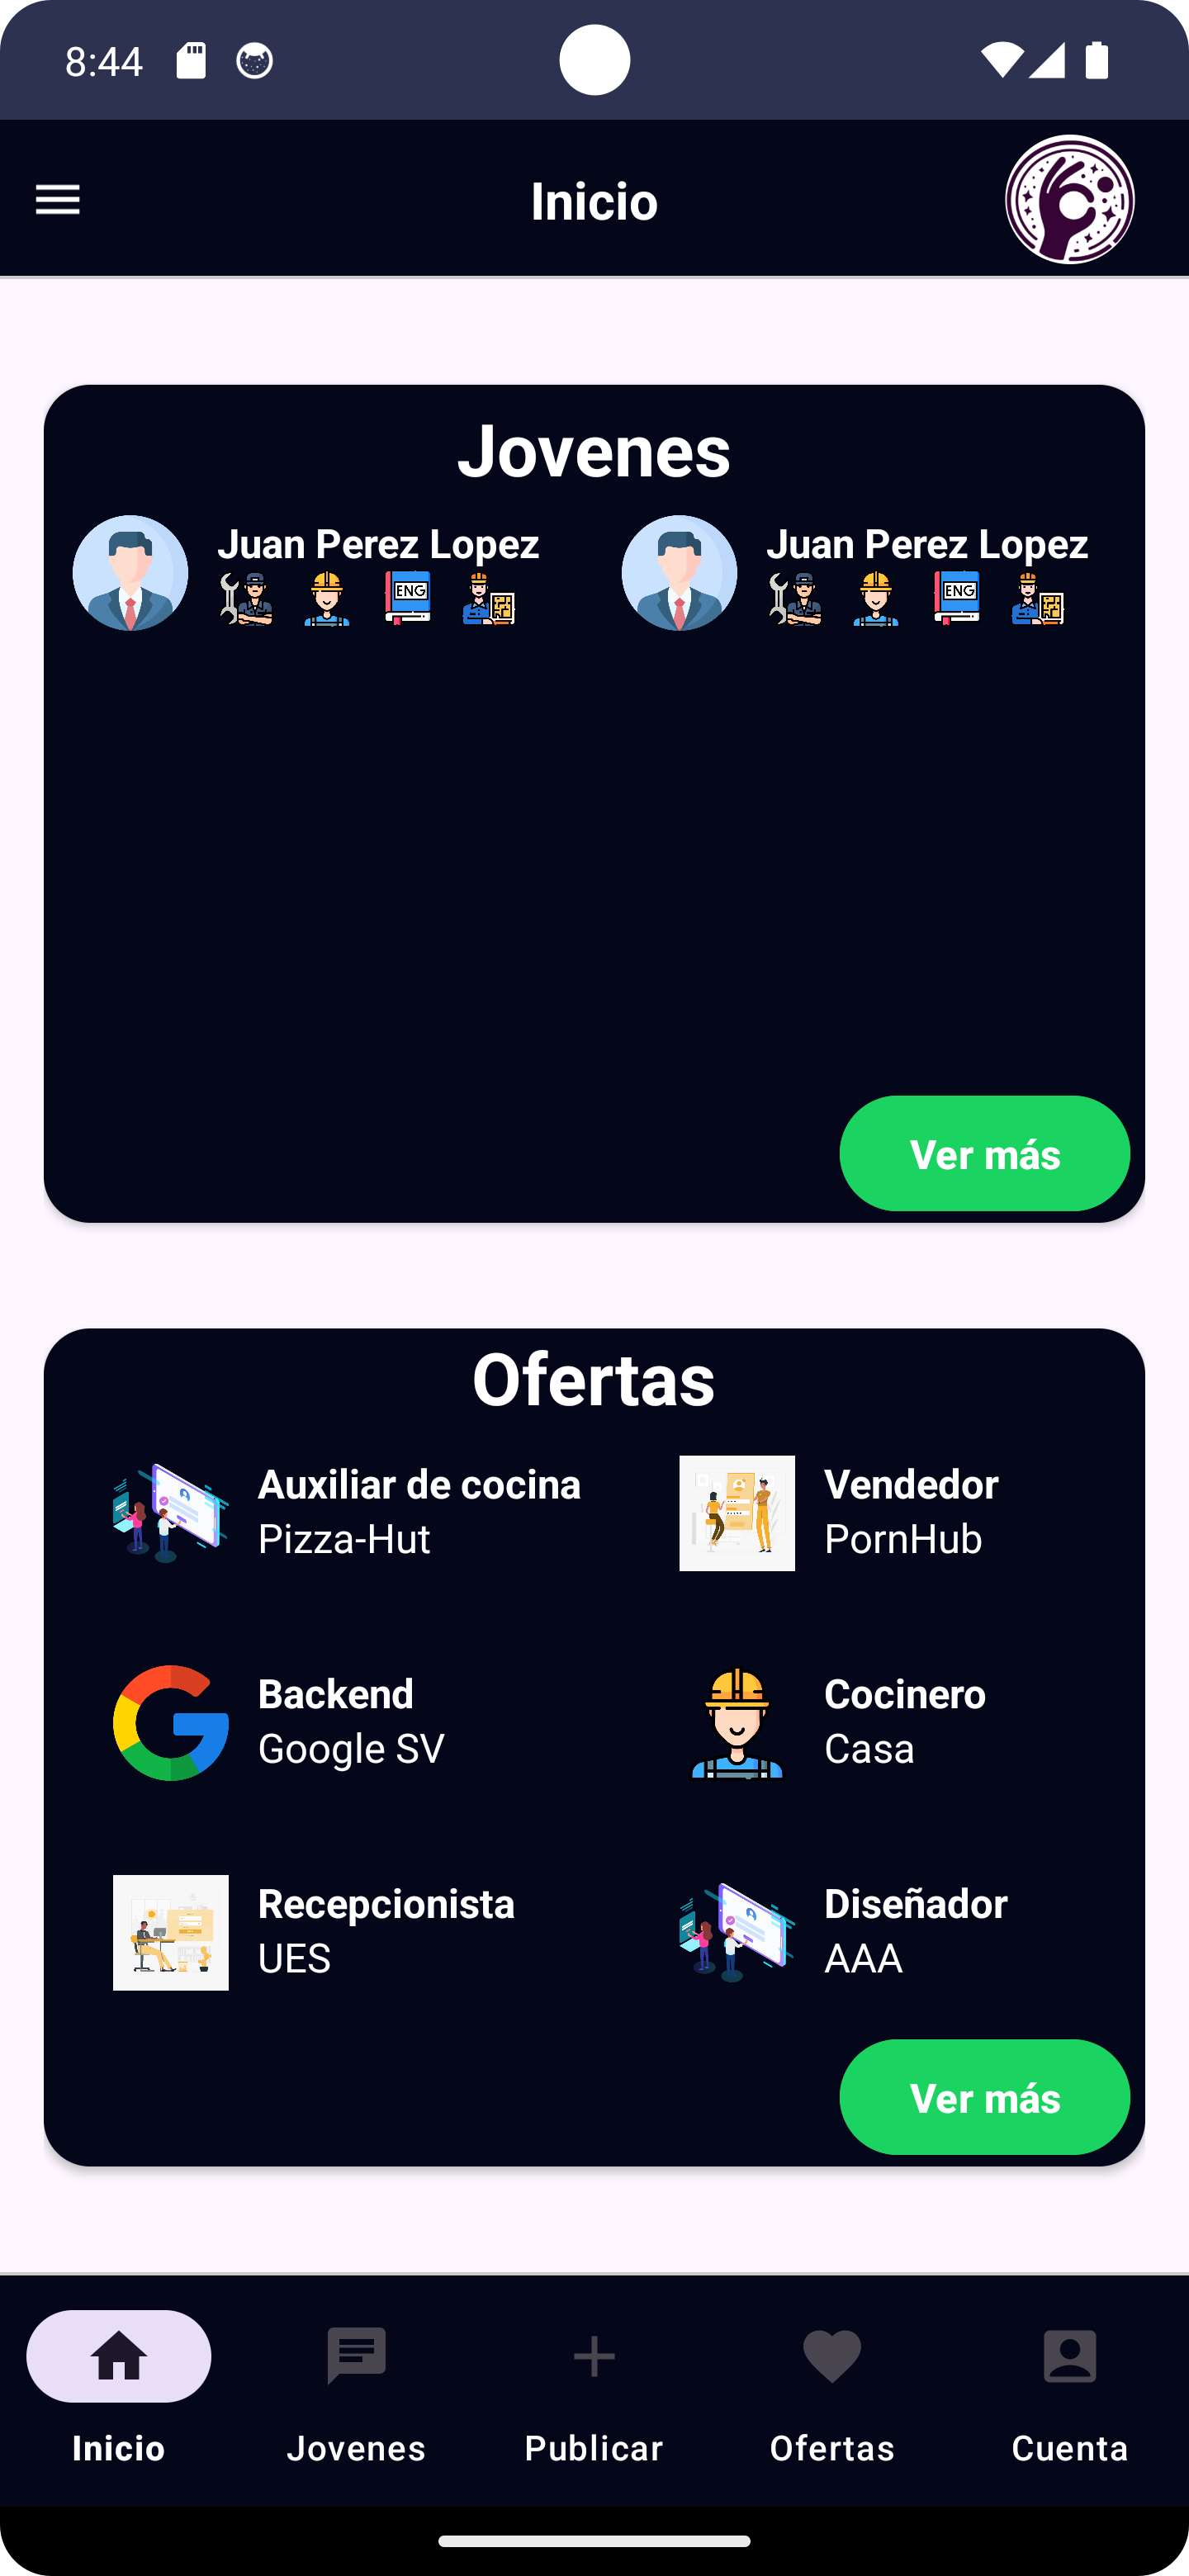 8:44
Inicio
Jovenes
Juan Perez Lopez
ENG
Juan Perez Lopez
ENG
Ver más
Ofertas
Auxiliar de cocina
Pizza-Hut
Vendedor
PornHub
Backend
Google SV
Cocinero
Casa
Recepcionista
UES
Diseñador
AAA
Ver más
Inicio
Jovenes
Publicar
Ofertas
Cuenta